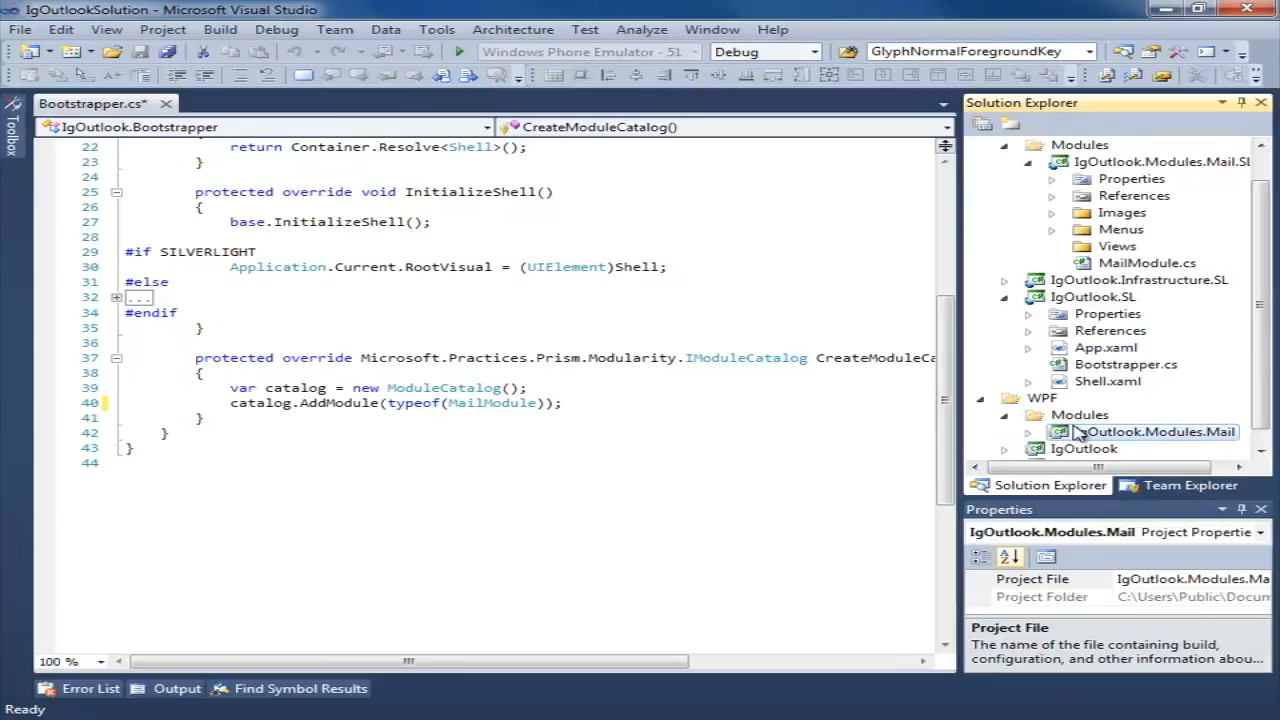 IgOutlookSolution - Microsoft Visual Studio
File Edit View Project Build Debug Team Data Tools Architecture Test Analyze Window Help
Windows Phone Emulator - 51 Debug GlyphNormalForegroundKey
Toolbox
Bootstrapper.cs*
IgOutlook.Bootstrapper CreateModuleCatalog()
22 return Container.Resolve<Shell>();
23 }
24
25 protected override void InitializeShell()
26 {
27 base.InitializeShell();
28
29 #if SILVERLIGHT
30 Application.Current.RootVisual = (UIElement)Shell;
31 #else
32 ...
34 #endif
35 }
36
37 protected override Microsoft.Practices.Prism.Modularity.IModuleCatalog CreateModuleCa
38 {
39 var catalog = new ModuleCatalog();
40 catalog.AddModule(typeof(MailModule));
41 }
42 }
43 }
44
100 %
Solution Explorer
Modules
IgOutlook.Modules.Mail.SL
Properties
References
Images
Menus
Views
MailModule.cs
IgOutlook.Infrastructure.SL
IgOutlook.SL
Properties
References
App.xaml
Bootstrapper.cs
Shell.xaml
WPF
Modules
gOutlook.Modules.Mail
IgOutlook
Solution Explorer Team Explorer
Properties
IgOutlook.Modules.Mail Project Propertie
Project File IgOutlook.Modules.Ma
Project Folder C:\Users\Public\Docum
Project File
The name of the file containing build,
configuration, and other information abou...
Error List Output Find Symbol Results
Ready